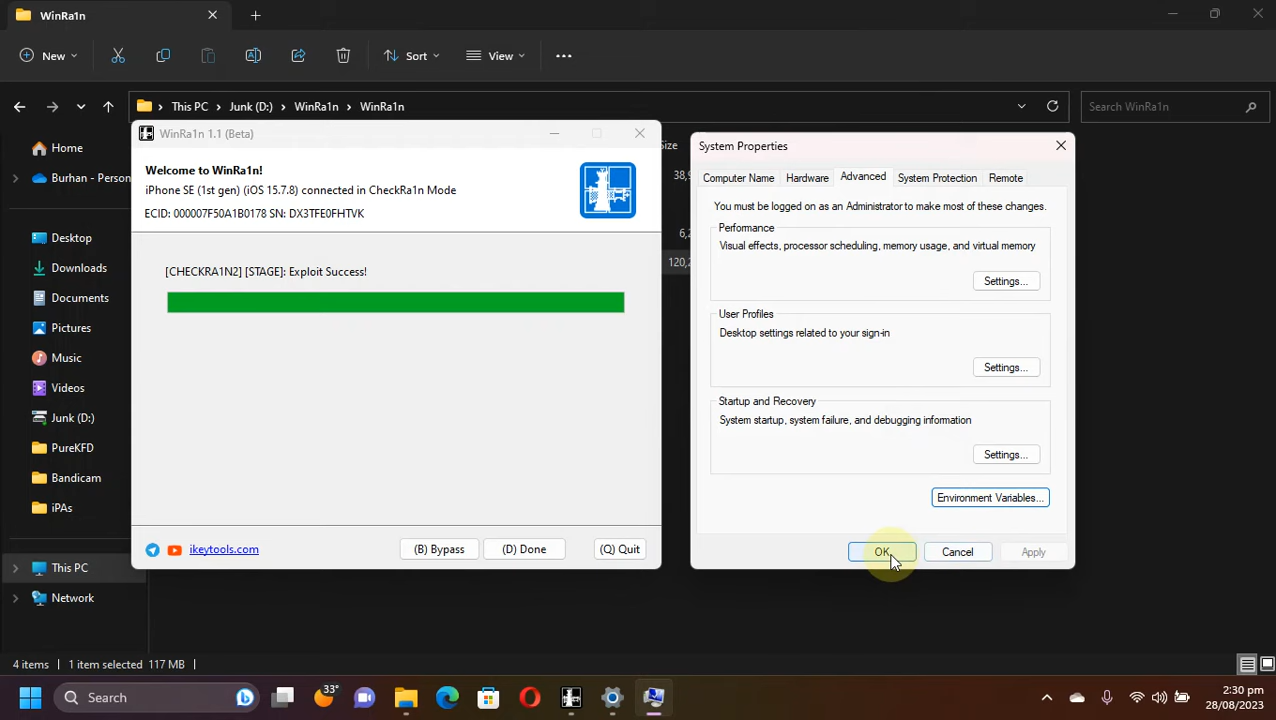 WinRa1n
New
Sort
View
This PC > Junk (D:) > WinRa1n > WinRa1n
Search WinRa1n
Home
Burhan - Person
Desktop
Downloads
Documents
Pictures
Music
Videos
Junk (D:)
PureKFD
Bandicam
iPAs
This PC
Network
WinRa1n 1.1 (Beta)
Welcome to WinRa1n!
iPhone SE (1st gen) (iOS 15.7.8) connected in CheckRa1n Mode
ECID: 000007F50A1B0178 SN: DX3TFE0FHTVK
[CHECKRA1N2] [STAGE]: Exploit Success!
ikeytools.com
(B) Bypass
(D) Done
(Q) Quit
Size
38,9
6,2
120,2
System Properties
Computer Name
Hardware
Advanced
System Protection
Remote
You must be logged on as an Administrator to make most of these changes.
Performance
Visual effects, processor scheduling, memory usage, and virtual memory
Settings...
User Profiles
Desktop settings related to your sign-in
Settings...
Startup and Recovery
System startup, system failure, and debugging information
Settings...
Environment Variables...
OK
Cancel
Apply
4 items
1 item selected 117 MB
Search
33°
2:30 pm
28/08/2023